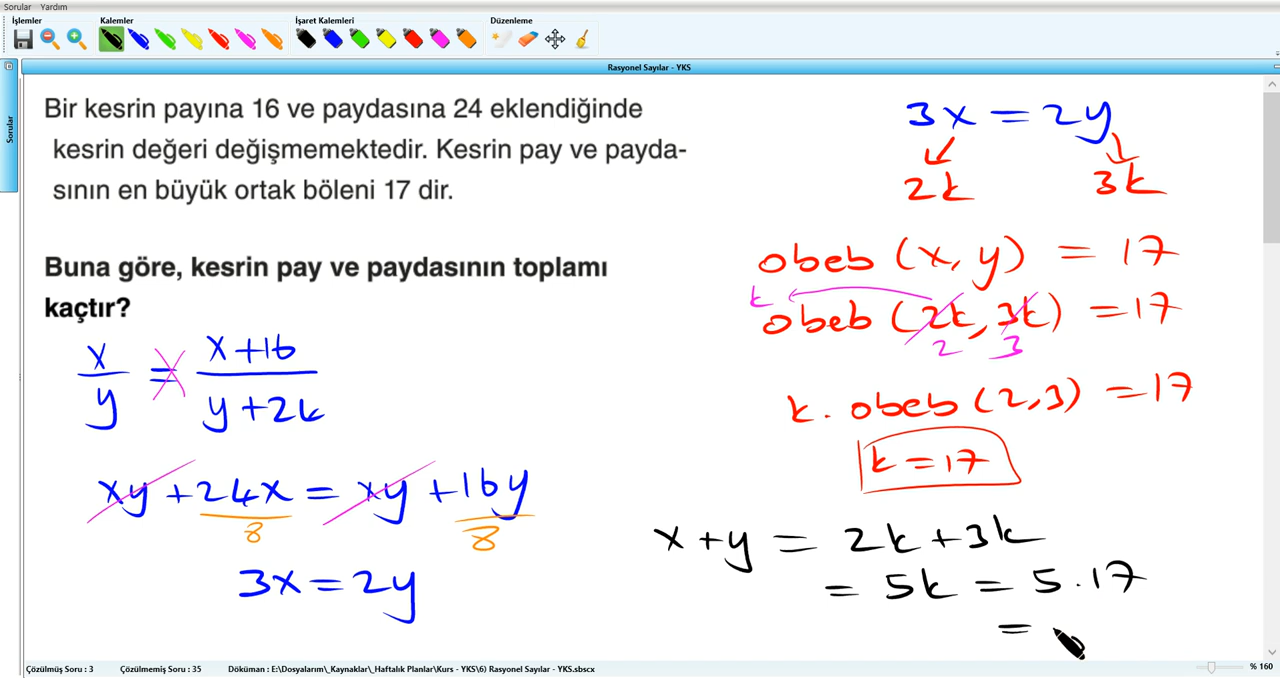 Sorular Yardım
İşlemler Kalemler İşaret Kalemleri Düzenleme
Rasyonel Sayılar - YKS
Sorular
Bir kesrin payına 16 ve paydasına 24 eklendiğinde
kesrin değeri değişmemektedir. Kesrin pay ve payda-
sının en büyük ortak böleni 17 dir.
Buna göre, kesrin pay ve paydasının toplamı
kaçtır?
x/y = x+16/y+24
xy + 24x = xy + 16y
8 8
3x = 2y
3x = 2y
2k 3k
obeb (x, y) = 17
k
obeb (2k, 3k) = 17
2 3
k. obeb (2,3) = 17
k = 17
x + y = 2k + 3k
= 5k = 5.17
=
Çözülmüş Soru : 3 Çözülmemiş Soru : 35 Döküman : E:\Dosyalarım\_Kaynaklar\_Haftalık Planlar\Kurs - YKS\6) Rasyonel Sayılar - YKS.sbscx % 160